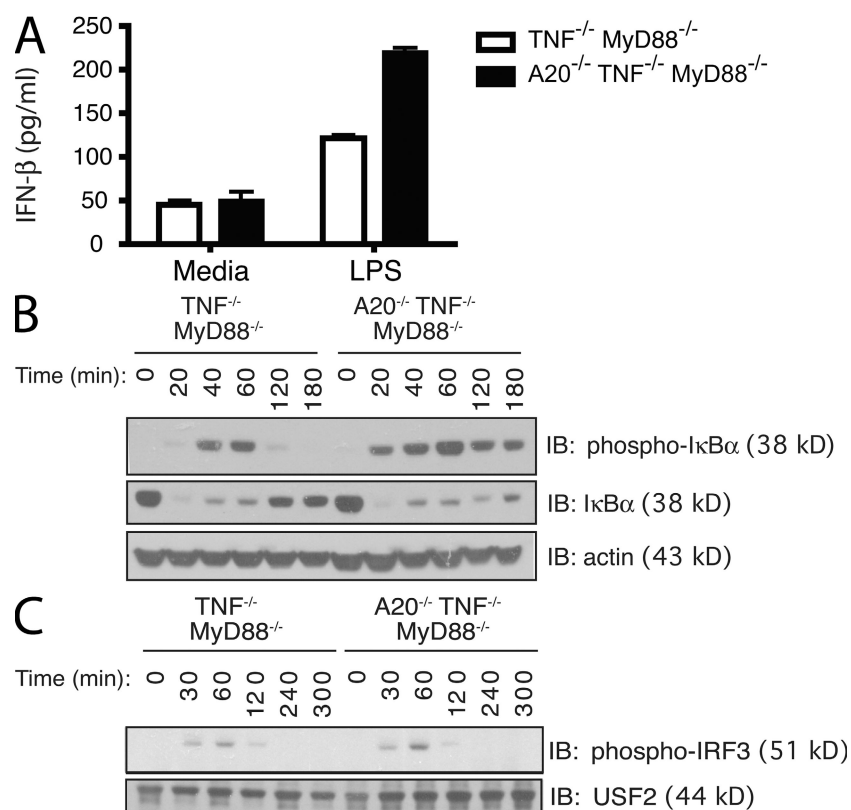 A
250
200
150
100
50
0
IFN-β (pg/ml)
Media
LPS
TNF-/- MyD88-/-
A20-/- TNF-/- MyD88-/-
B
TNF-/-
MyD88-/-
A20-/- TNF-/-
MyD88-/-
Time (min): 0 20 40 60 120 180 0 20 40 60 120 180
IB: phospho-IκBα (38 kD)
IB: IκBα (38 kD)
IB: actin (43 kD)
C
TNF-/-
MyD88-/-
A20-/- TNF-/-
MyD88-/-
Time (min): 0 30 60 120 240 300 0 30 60 120 240 300
IB: phospho-IRF3 (51 kD)
IB: USF2 (44 kD)